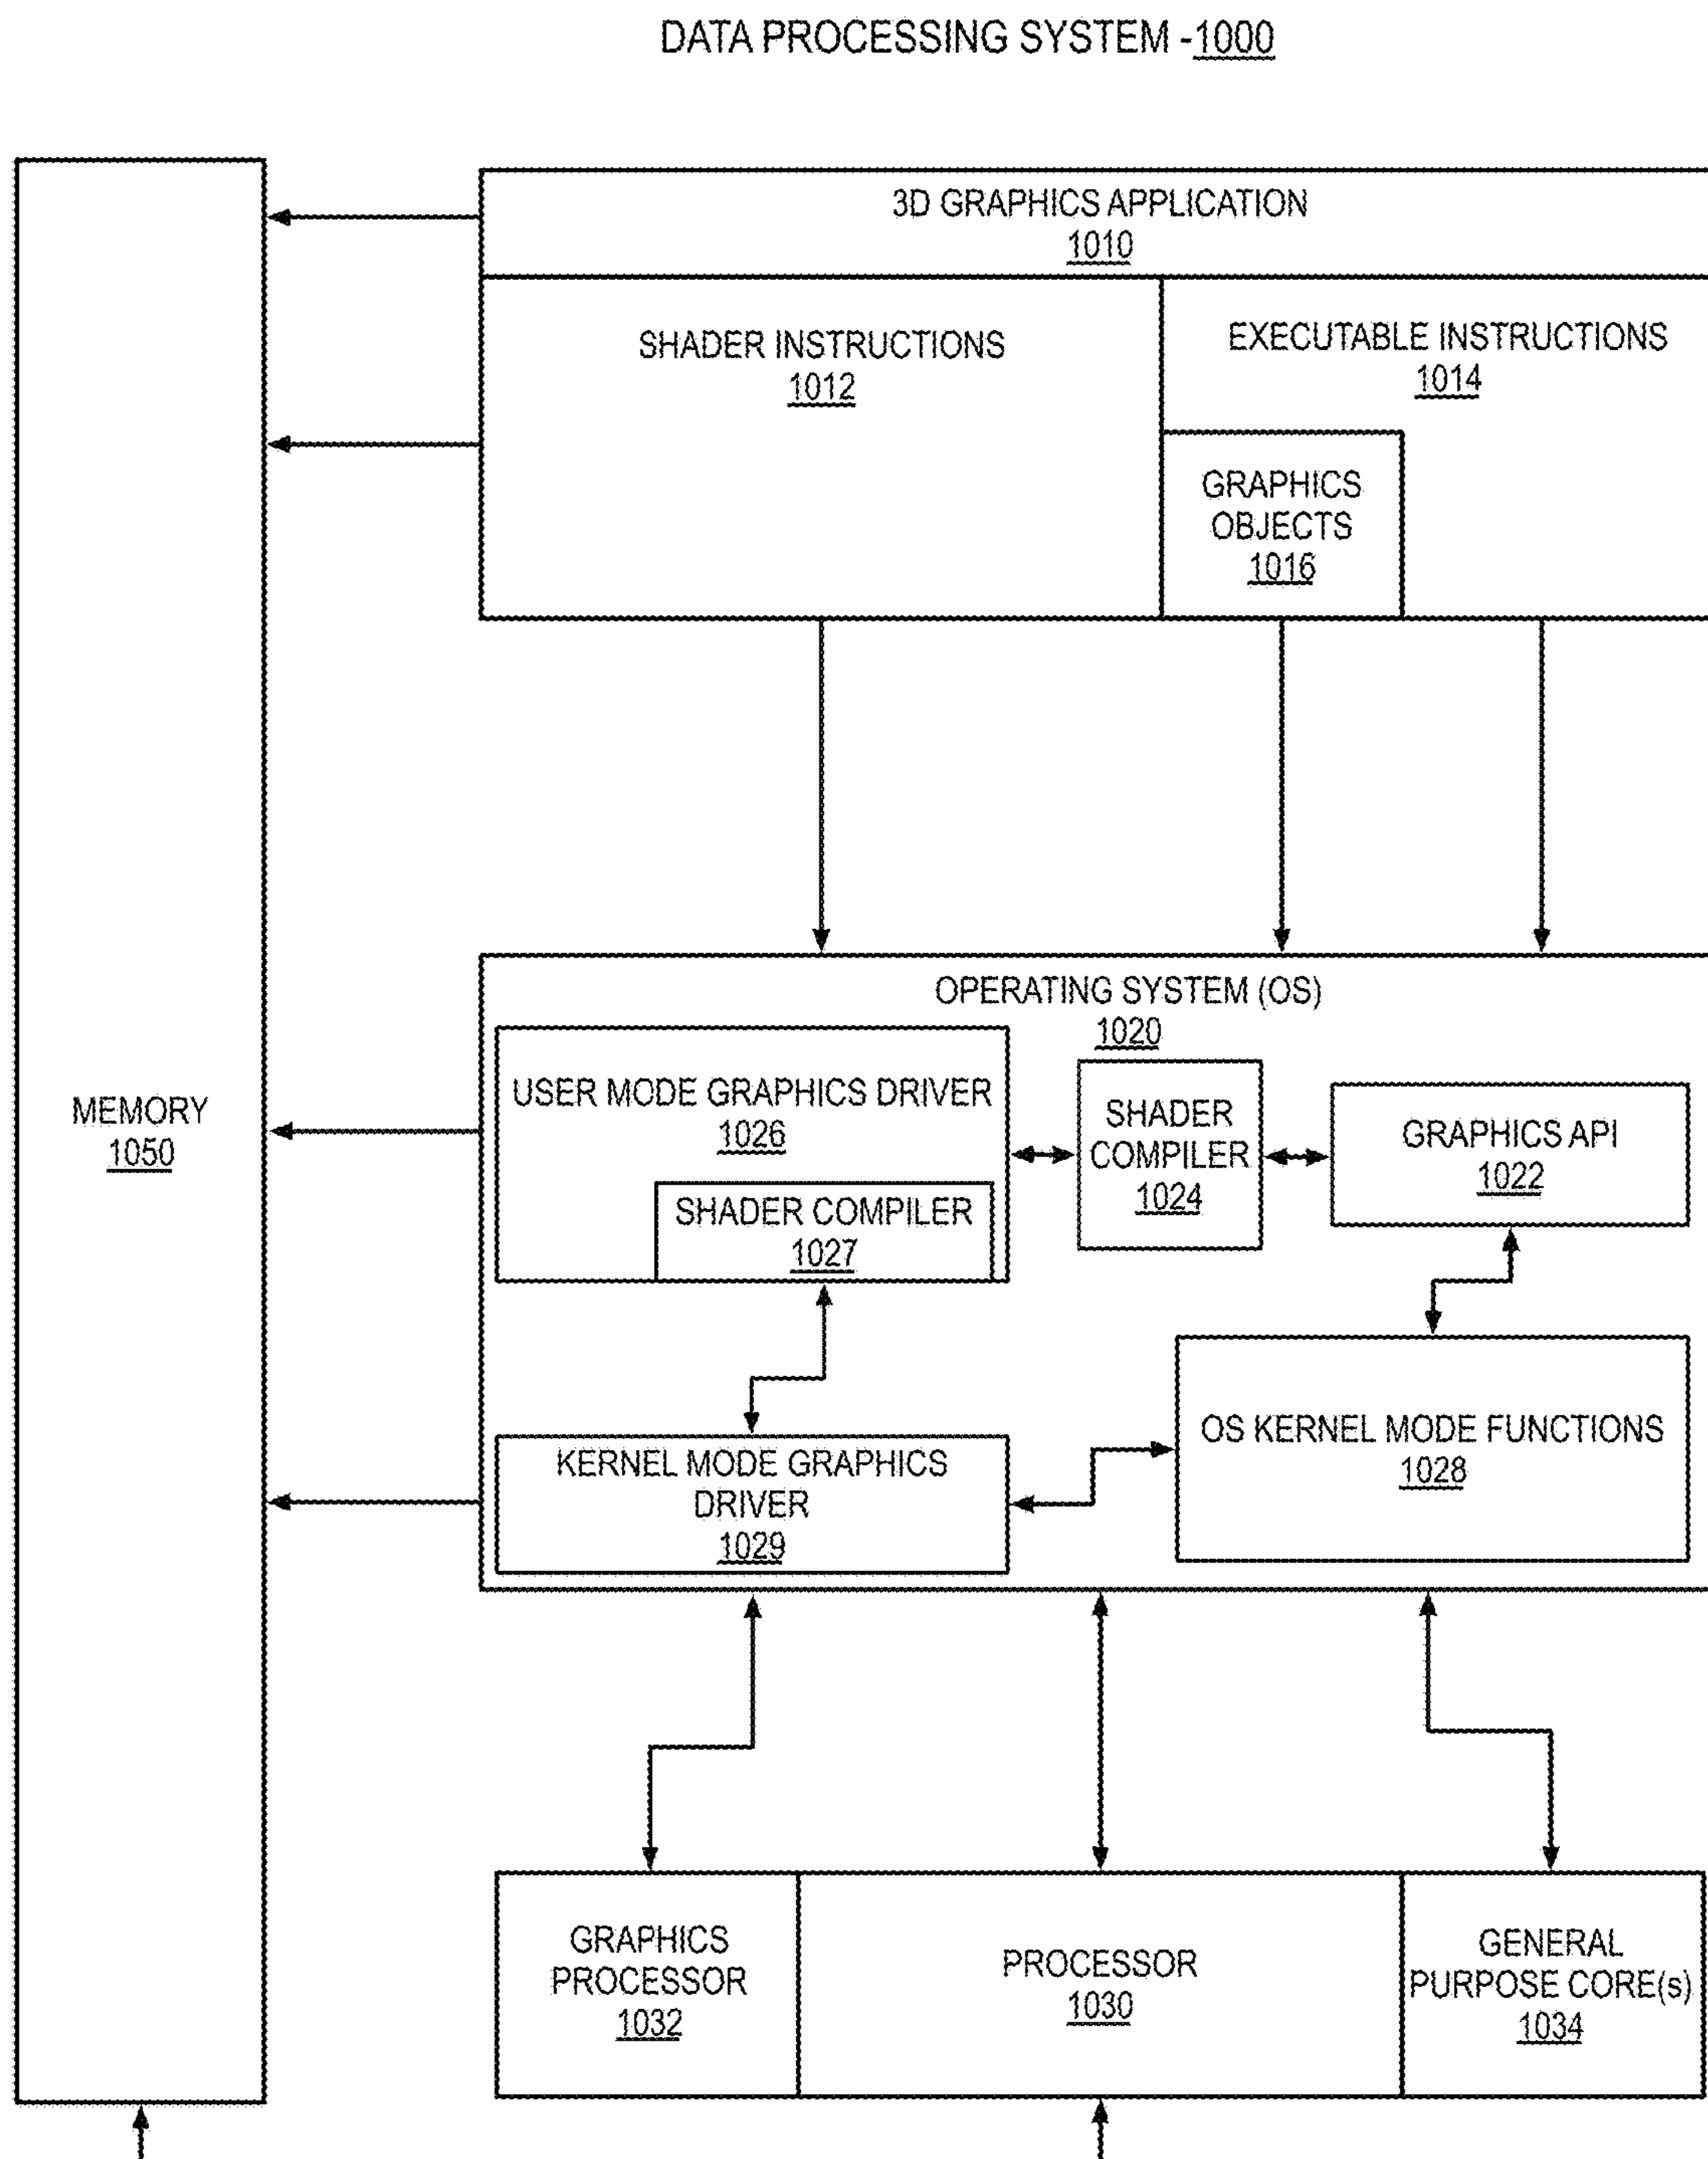 DATA PROCESSING SYSTEM -1000
3D GRAPHICS APPLICATION
1010
SHADER INSTRUCTIONS
1012
EXECUTABLE INSTRUCTIONS
1014
GRAPHICS
OBJECTS
1016
MEMORY
1050
OPERATING SYSTEM (OS)
1020
USER MODE GRAPHICS DRIVER
1026
SHADER COMPILER
1027
SHADER
COMPILER
1024
GRAPHICS API
1022
KERNEL MODE GRAPHICS
DRIVER
1029
OS KERNEL MODE FUNCTIONS
1028
GRAPHICS
PROCESSOR
1032
PROCESSOR
1030
GENERAL
PURPOSE CORE(s)
1034